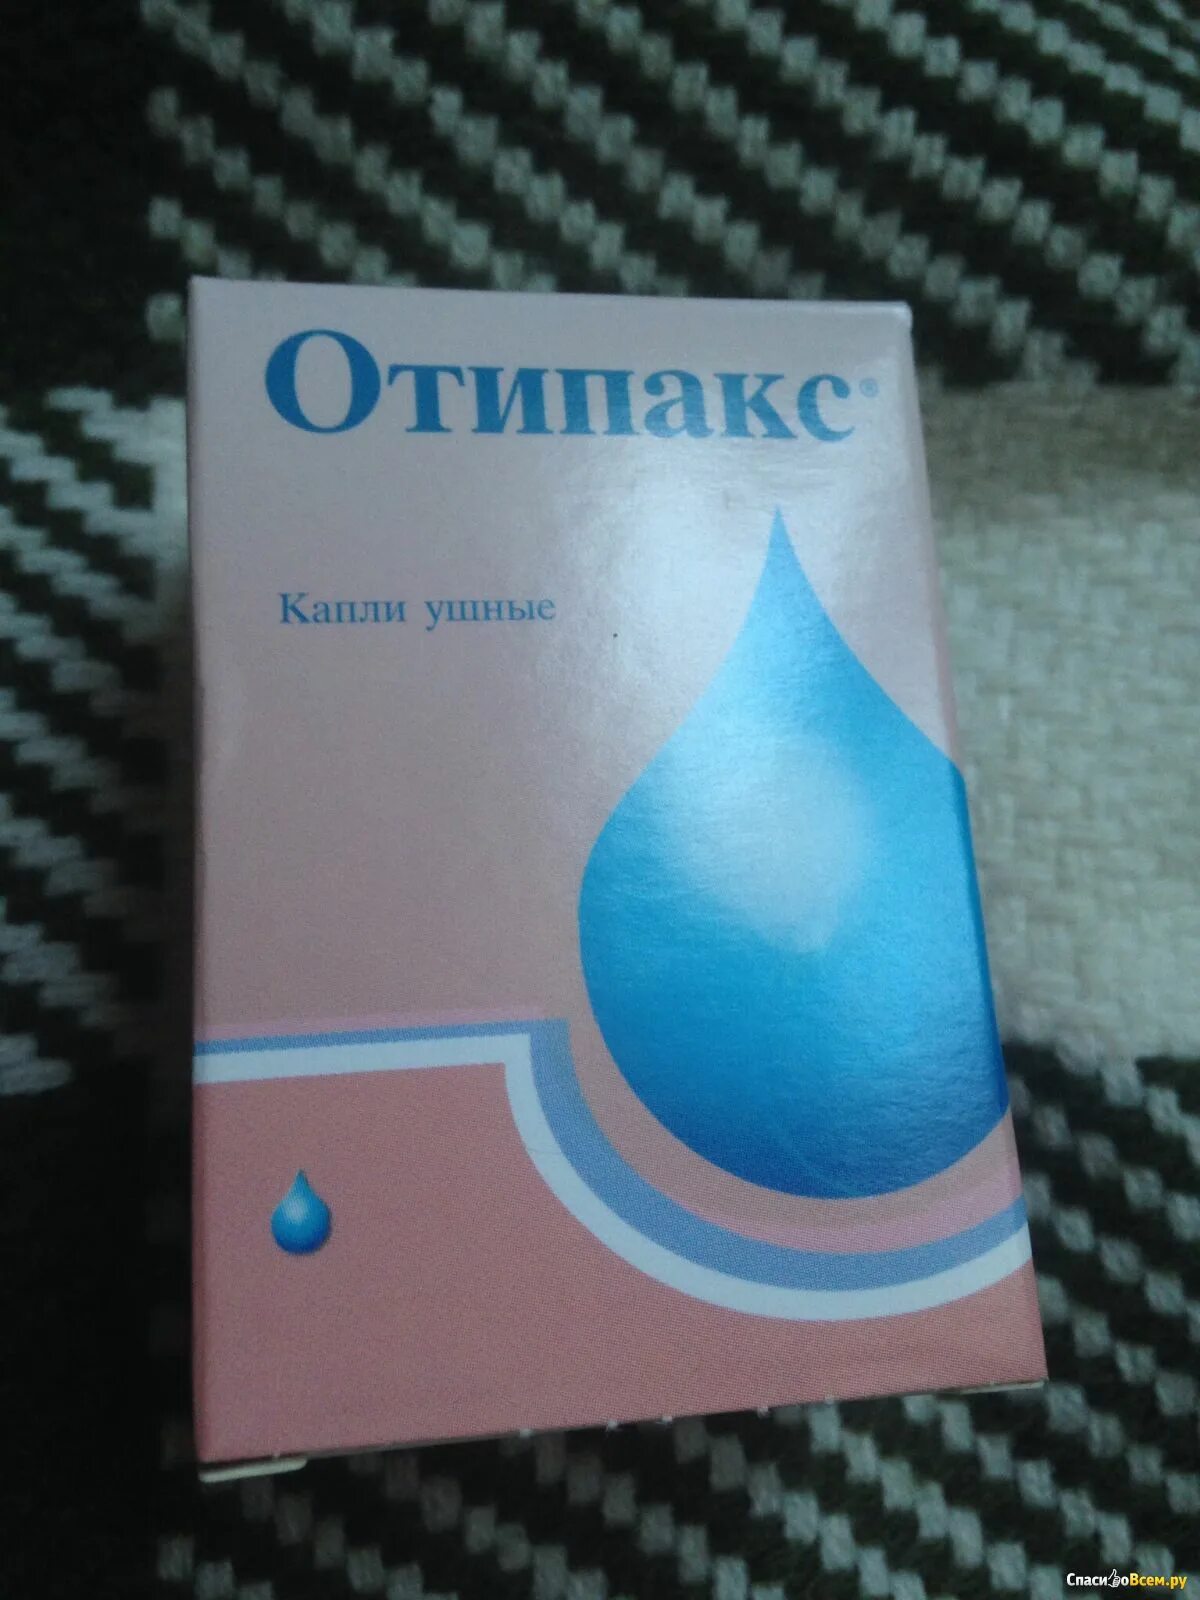 Отипакс®
Капли ушные
СпасибоВсем.ру